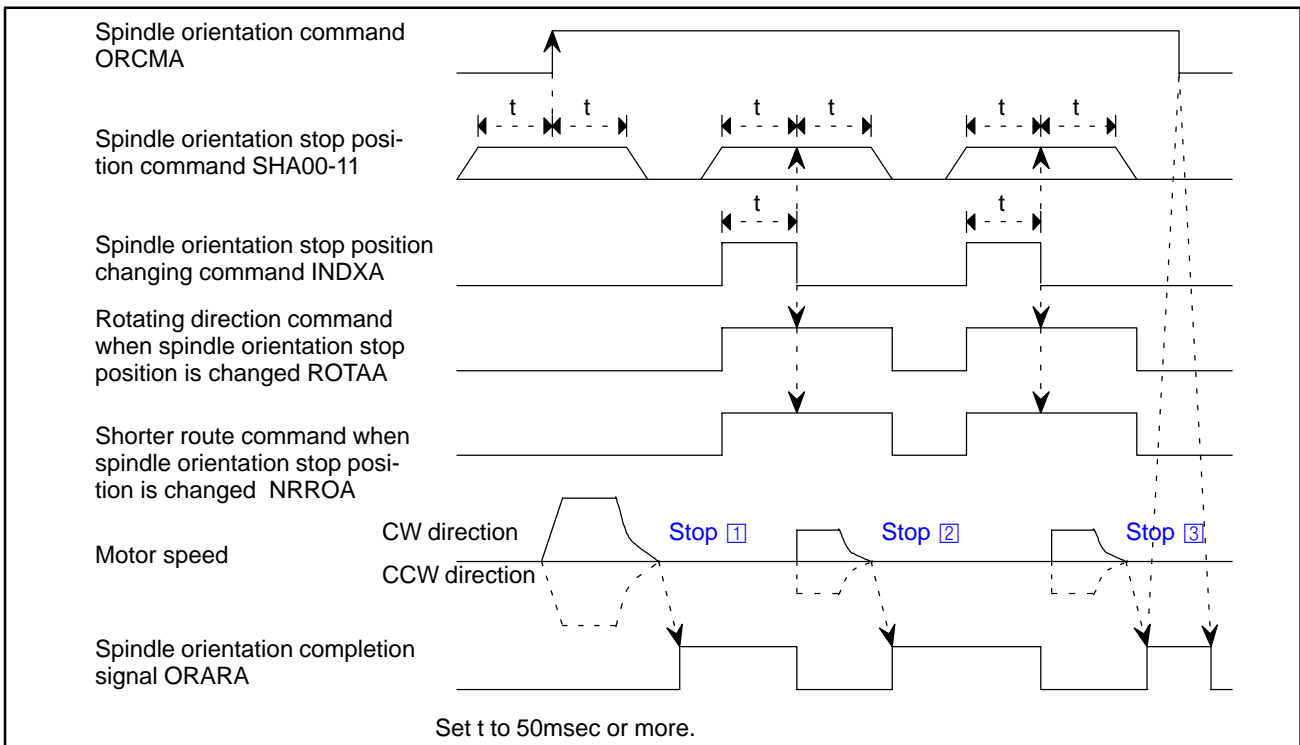 Spindle orientation command
ORCMA
t t t t t t
Spindle orientation stop posi-
tion command SHA00-11
t t
Spindle orientation stop position
changing command INDXA
Rotating direction command
when spindle orientation stop
position is changed ROTAA
Shorter route command when
spindle orientation stop posi-
tion is changed NRROA
CW direction Stop 1 Stop 2 Stop 3
Motor speed
CCW direction
Spindle orientation completion
signal ORARA
Set t to 50msec or more.